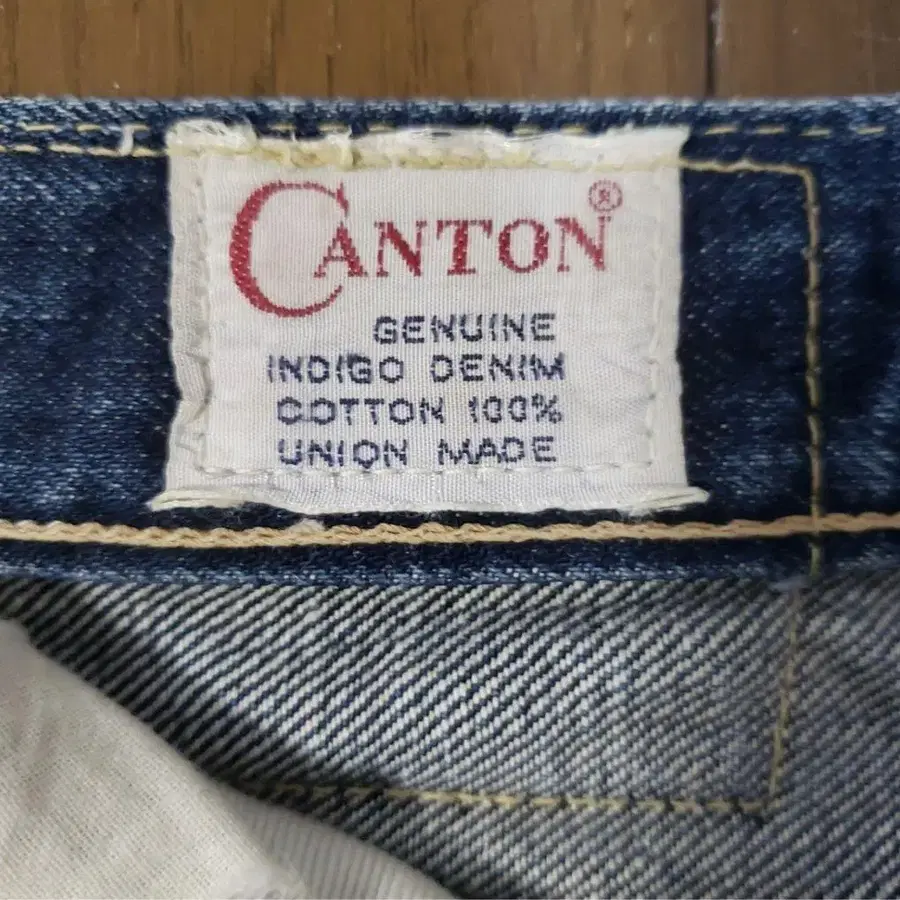 CANTON®
GENUINE
INDIGO DENIM
COTTON 100%
UNION MADE